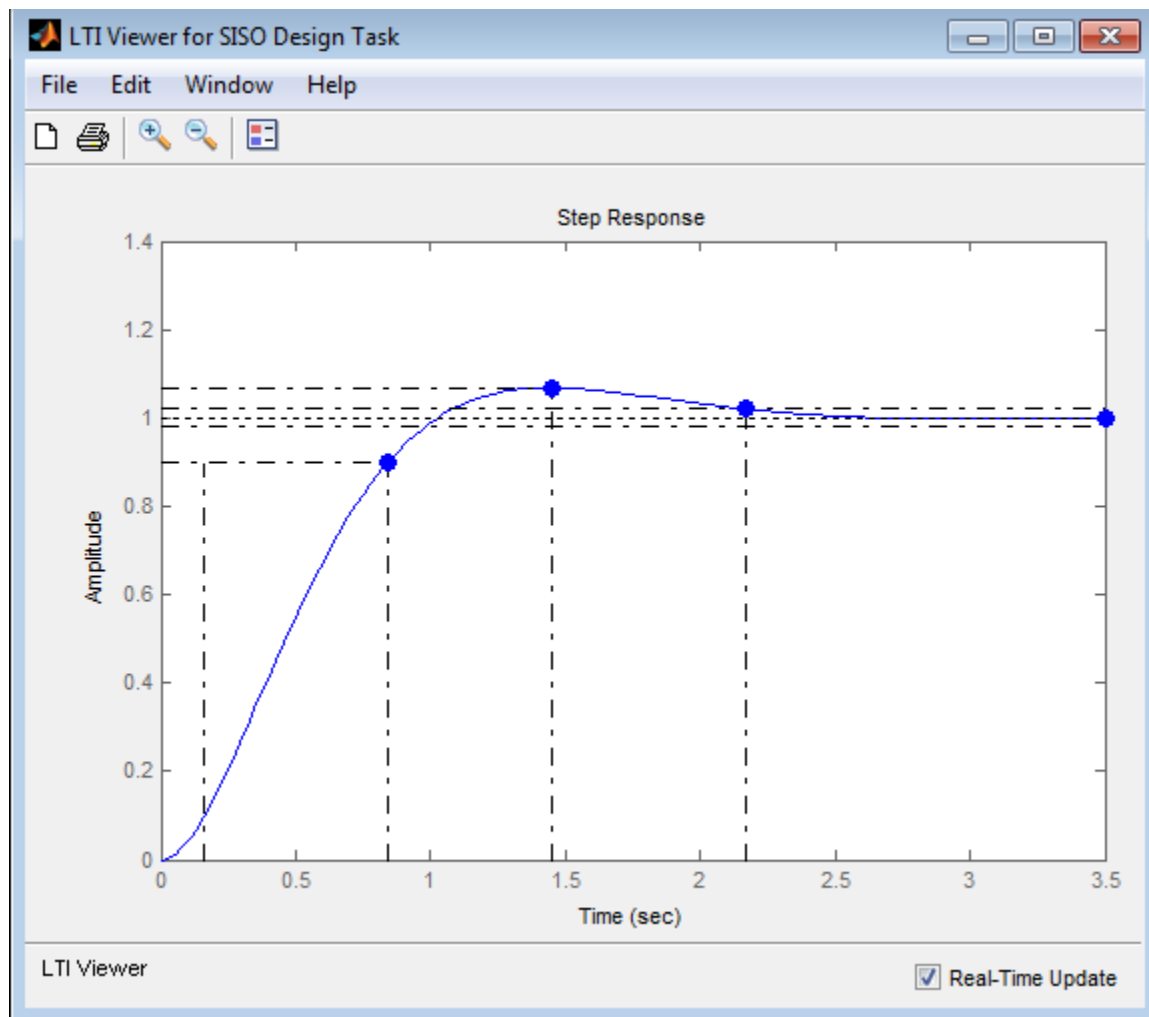 LTI Viewer for SISO Design Task
File Edit Window Help
Step Response
1.4
1.2
1
0.8
0.6
0.4
0.2
0
Amplitude
0 0.5 1 1.5 2 2.5 3 3.5
Time (sec)
LTI Viewer
Real-Time Update